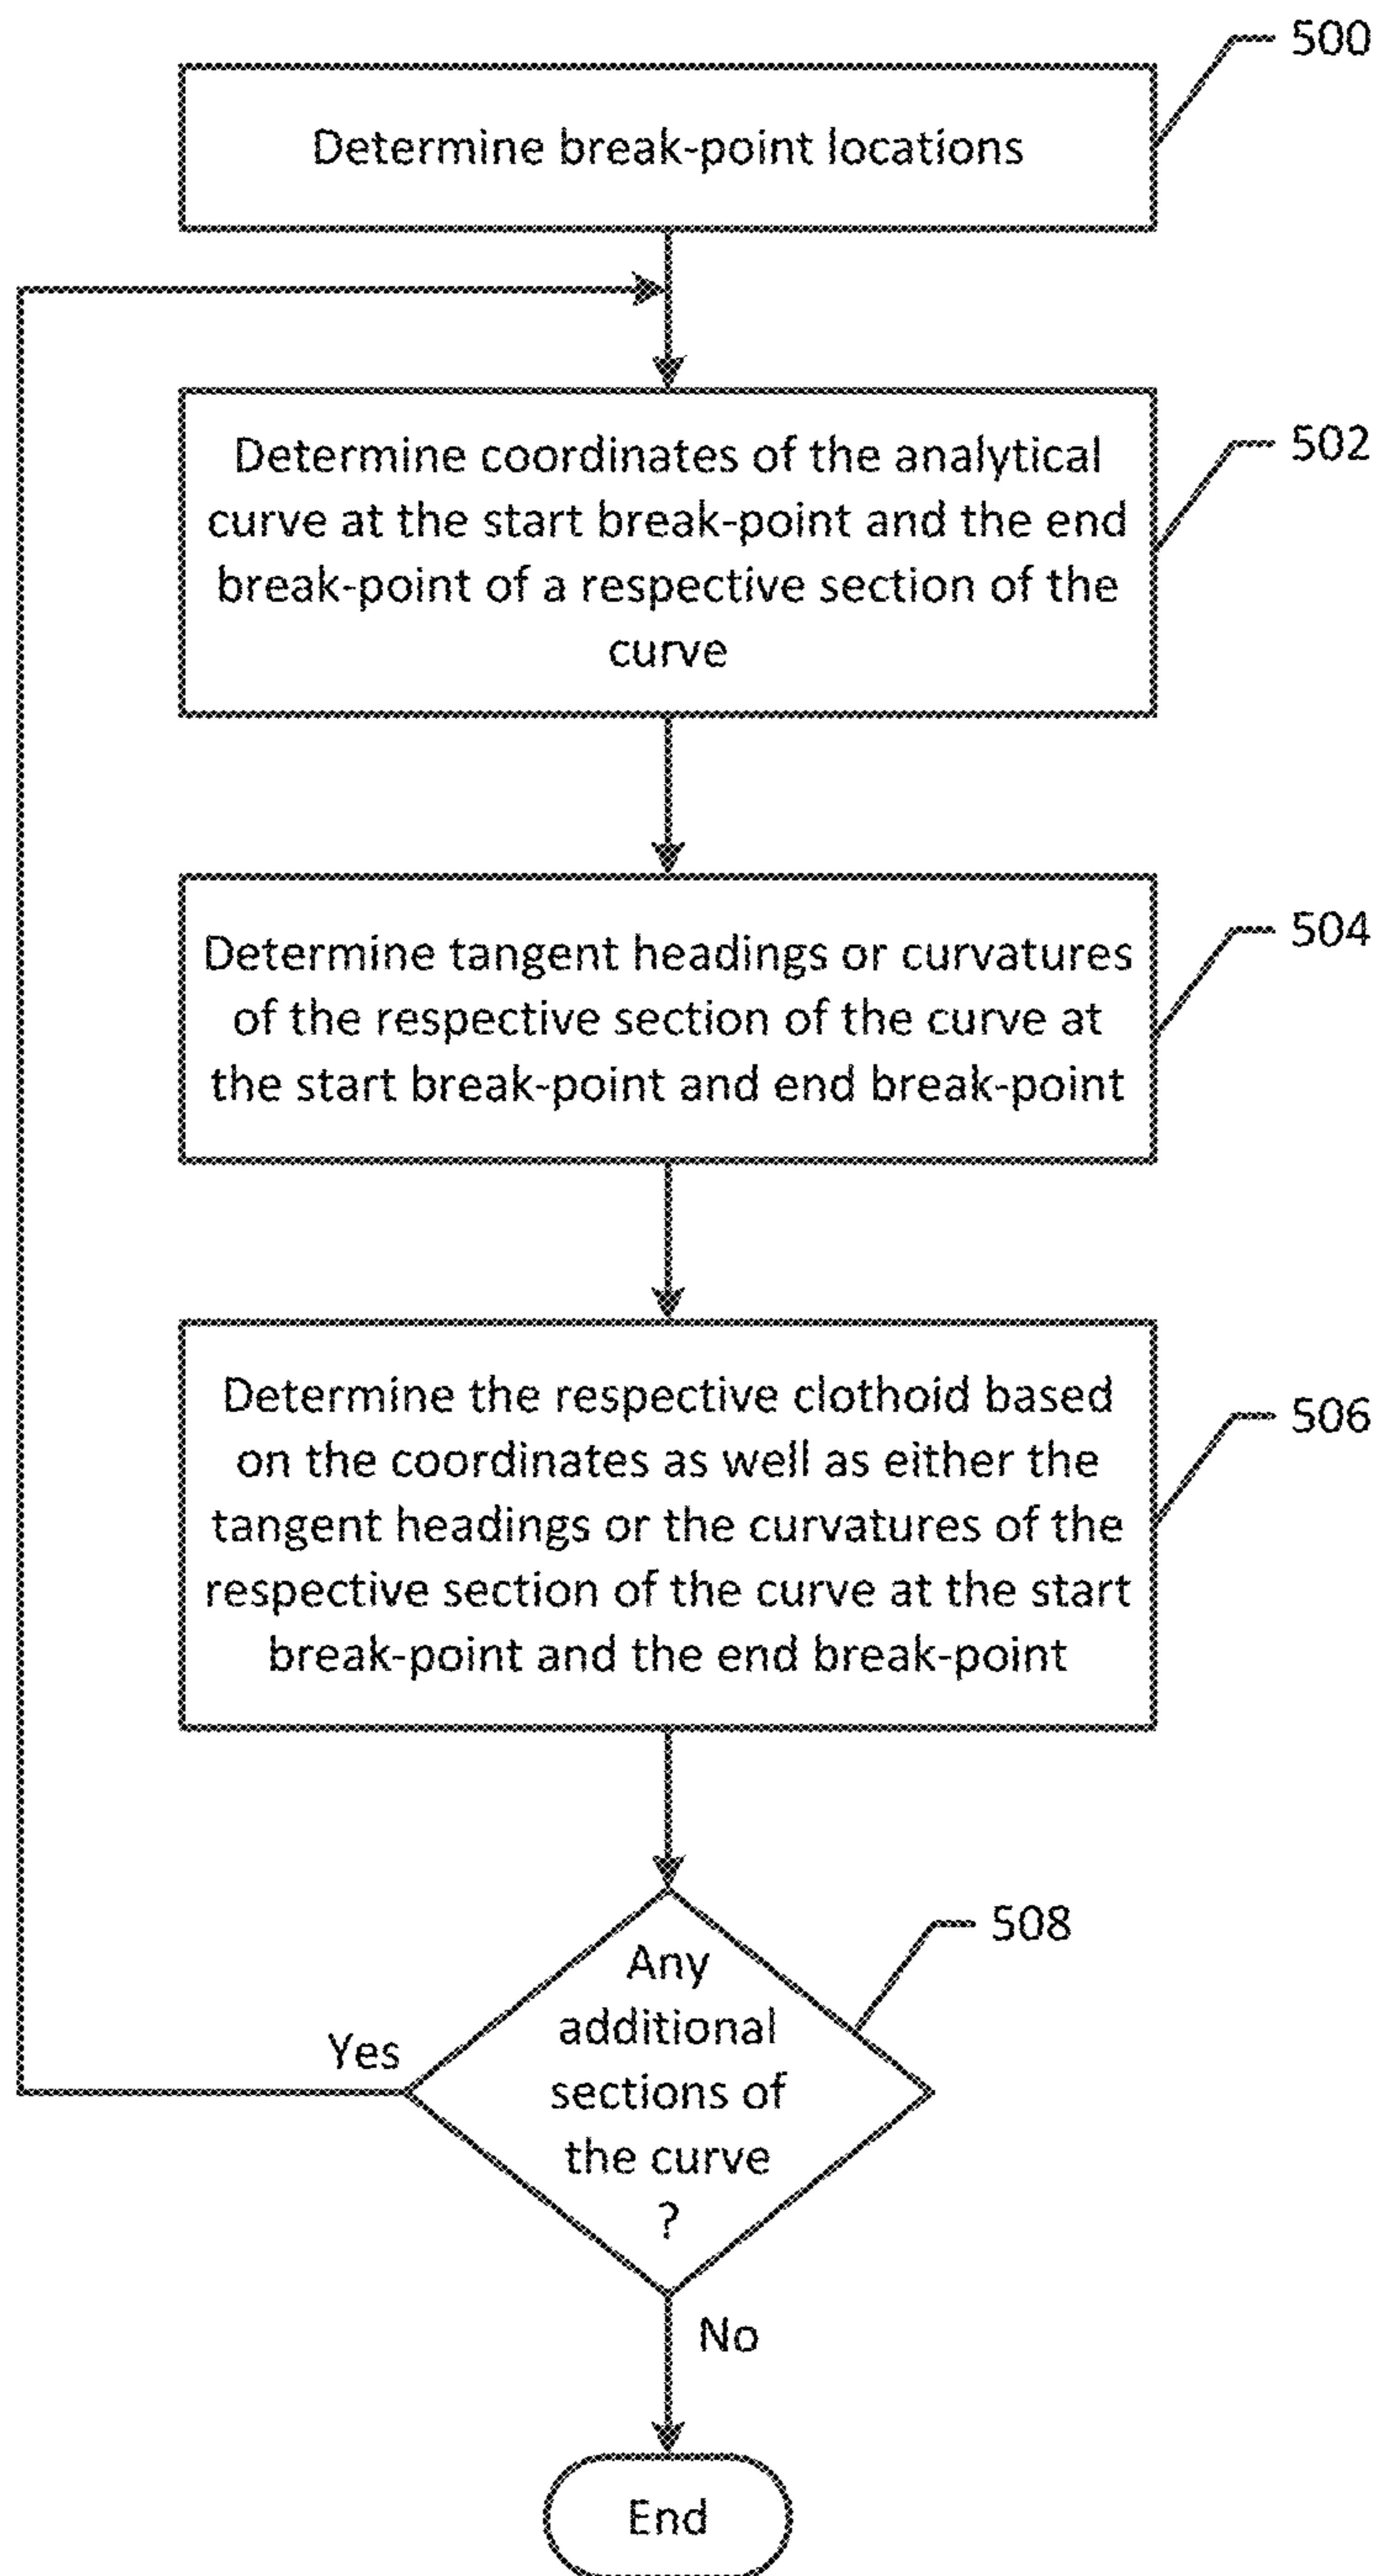 500
Determine break-point locations
502
Determine coordinates of the analytical
curve at the start break-point and the end
break-point of a respective section of the
curve
504
Determine tangent headings or curvatures
of the respective section of the curve at
the start break-point and end break-point
506
Determine the respective clothoid based
on the coordinates as well as either the
tangent headings or the curvatures of the
respective section of the curve at the start
break-point and the end break-point
508
Any
additional
sections of
the curve
?
Yes
No
End